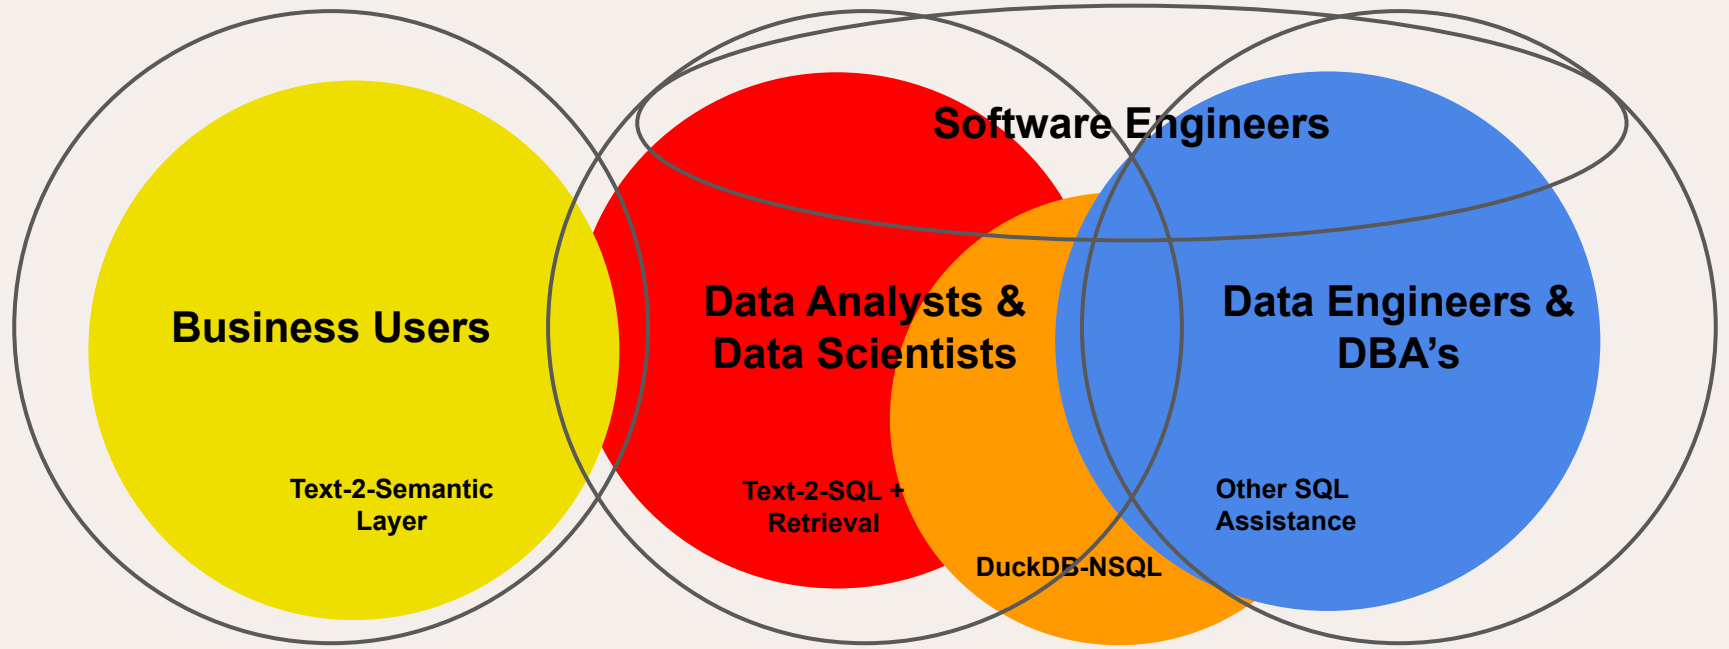 Software Engineers
Business Users
Data Analysts &
Data Scientists
Data Engineers &
DBA’s
Text-2-Semantic
Layer
Text-2-SQL +
Retrieval
DuckDB-NSQL
Other SQL
Assistance